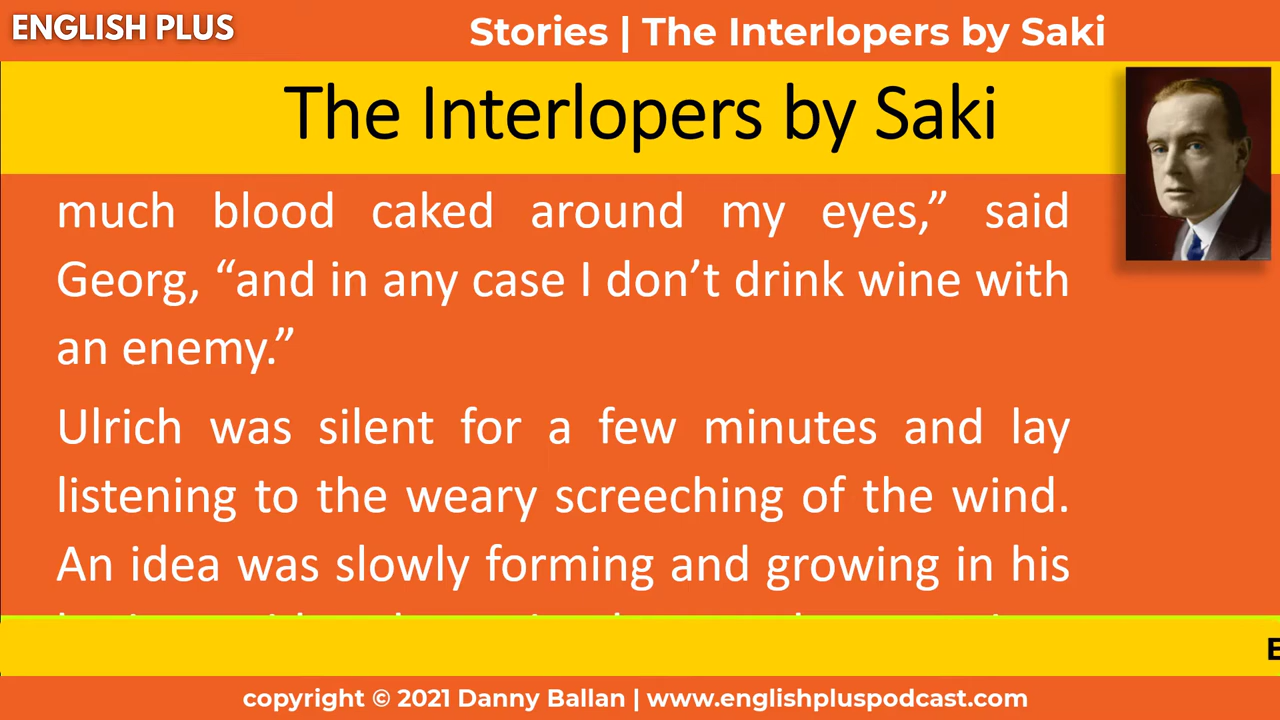 ENGLISH PLUS
Stories | The Interlopers by Saki
The Interlopers by Saki
much blood caked around my eyes,” said
Georg, “and in any case I don’t drink wine with
an enemy.”
Ulrich was silent for a few minutes and lay
listening to the weary screeching of the wind.
An idea was slowly forming and growing in his
copyright © 2021 Danny Ballan | www.englishpluspodcast.com